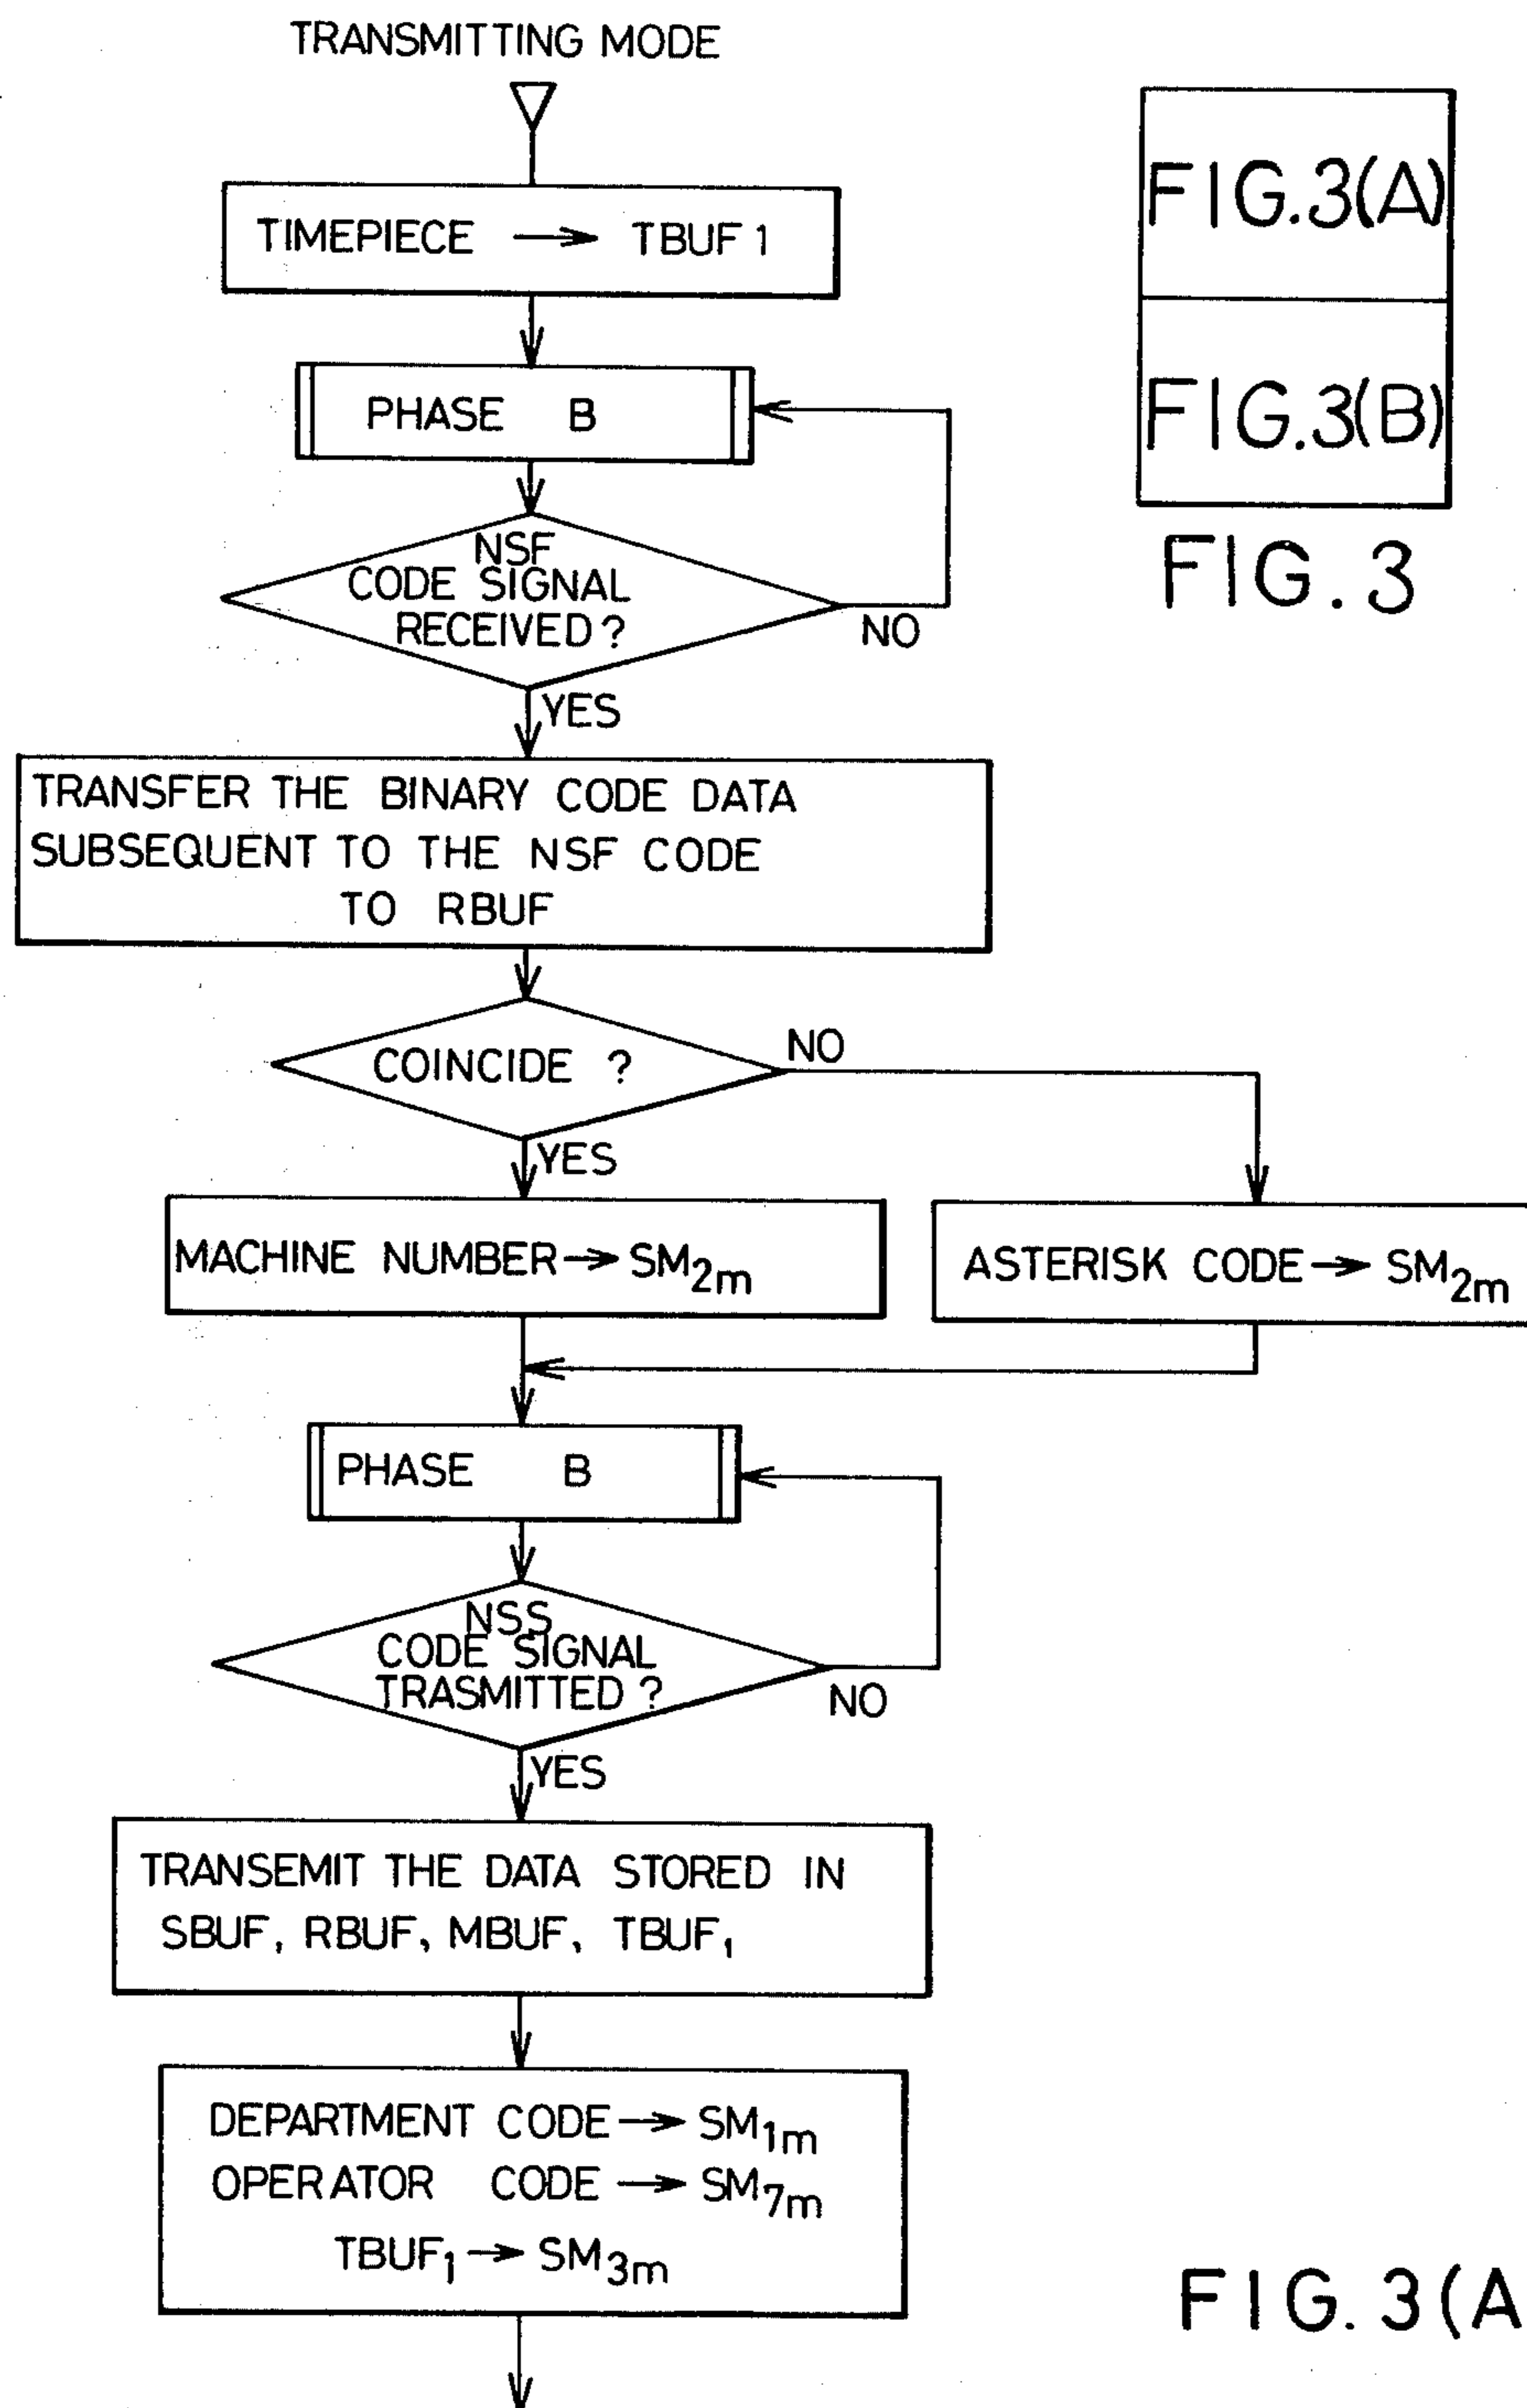 TRANSMITTING MODE
TIMEPIECE → TBUF 1
PHASE B
NSF
CODE SIGNAL
RECEIVED?
NO
YES
TRANSFER THE BINARY CODE DATA
SUBSEQUENT TO THE NSF CODE
TO RBUF
COINCIDE ?
NO
YES
MACHINE NUMBER → SM2m
ASTERISK CODE → SM2m
PHASE B
NSS
CODE SIGNAL
TRASMITTED ?
NO
YES
TRANSEMIT THE DATA STORED IN
SBUF, RBUF, MBUF, TBUF1
DEPARTMENT CODE → SM1m
OPERATOR CODE → SM7m
TBUF1 → SM3m
FIG.3(A)
FIG.3(B)
FIG. 3
FIG. 3(A